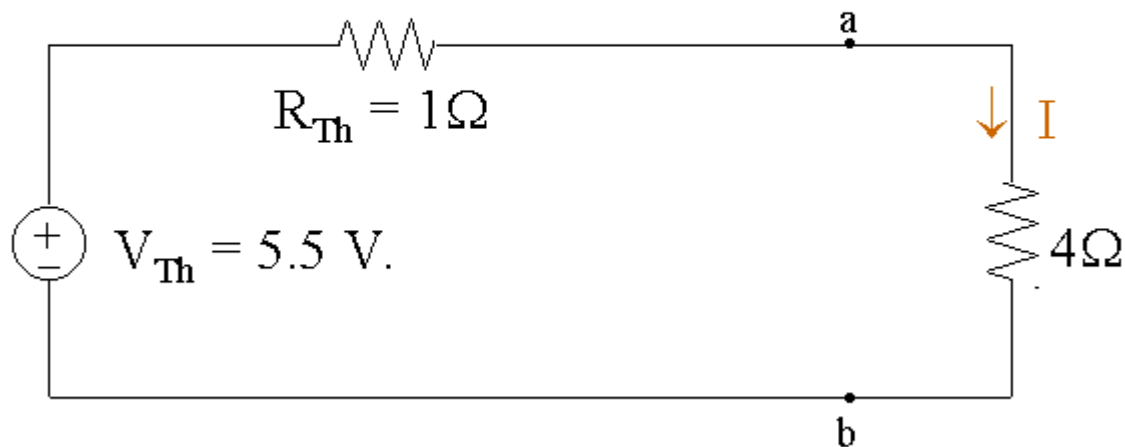 a
R_Th = 1Ω
I
+
−
V_Th = 5.5 V.
4Ω
b